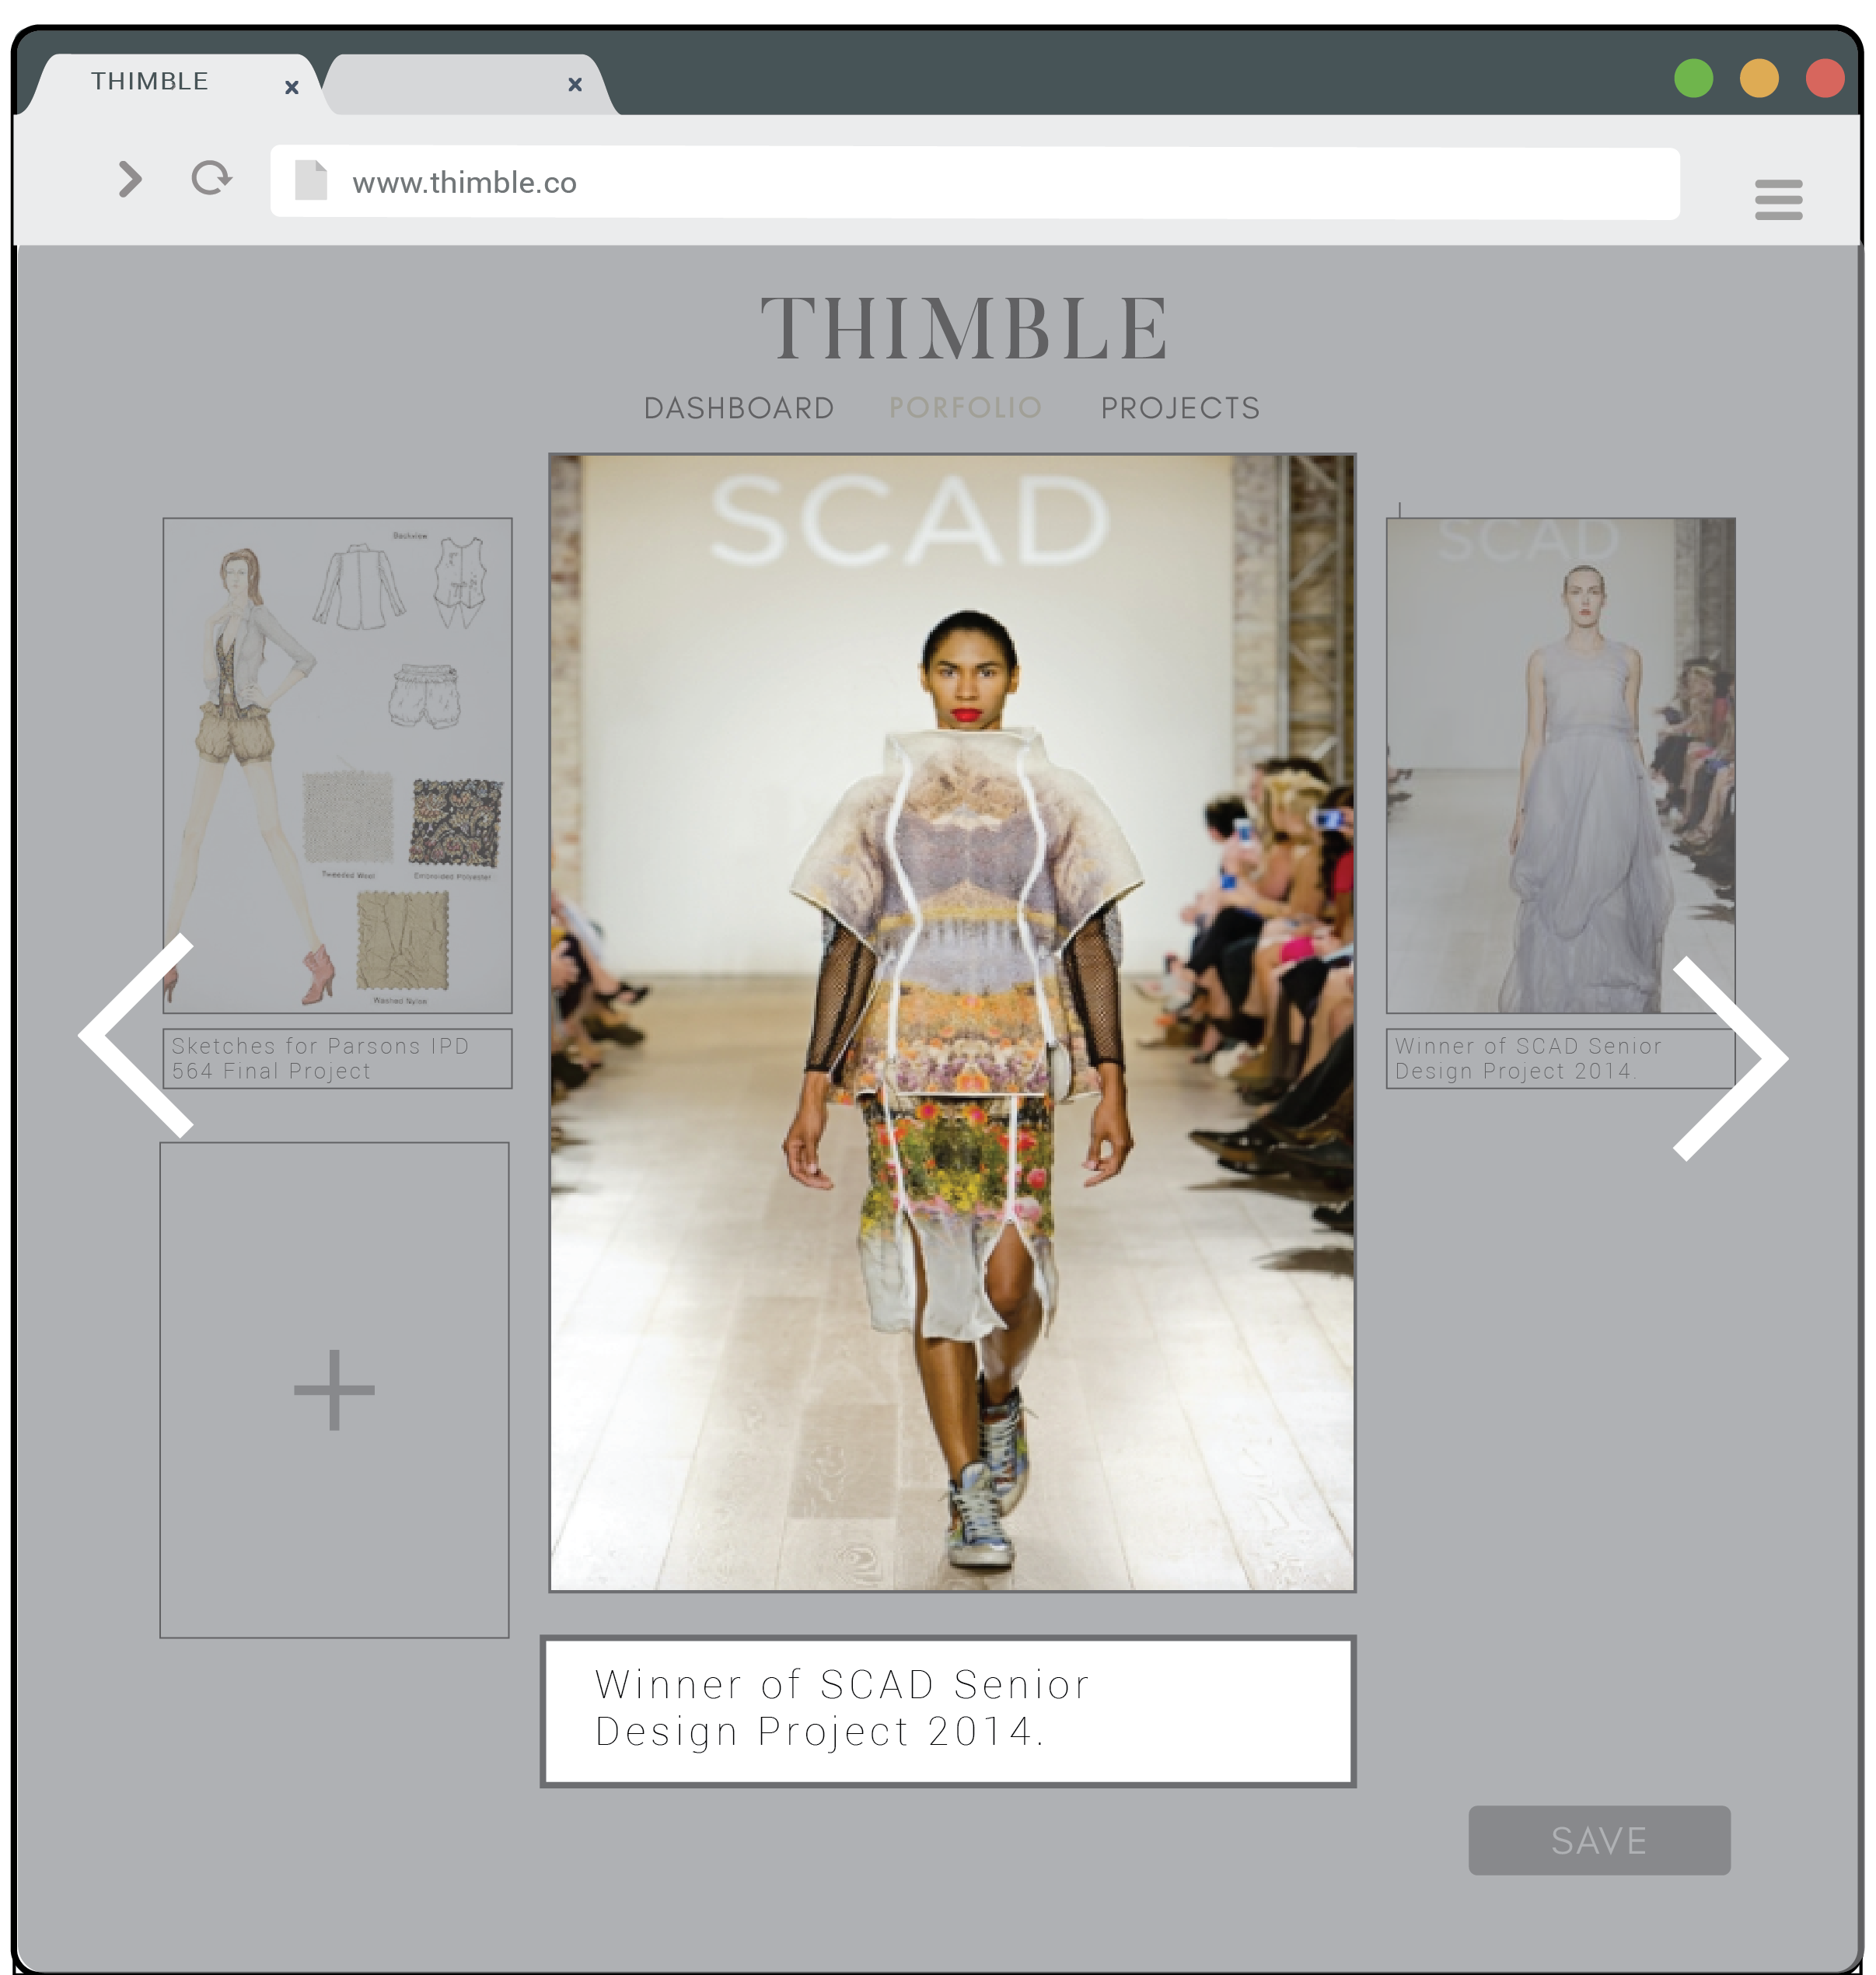 THIMBLE
www.thimble.co
THIMBLE
DASHBOARD PORFOLIO PROJECTS
SCAD
Backview
Tweeded Wool
Embroided Polyester
Washed Nylon
Sketches for Parsons IPD
564 Final Project
SCAD
Winner of SCAD Senior
Design Project 2014.
Winner of SCAD Senior
Design Project 2014.
SAVE